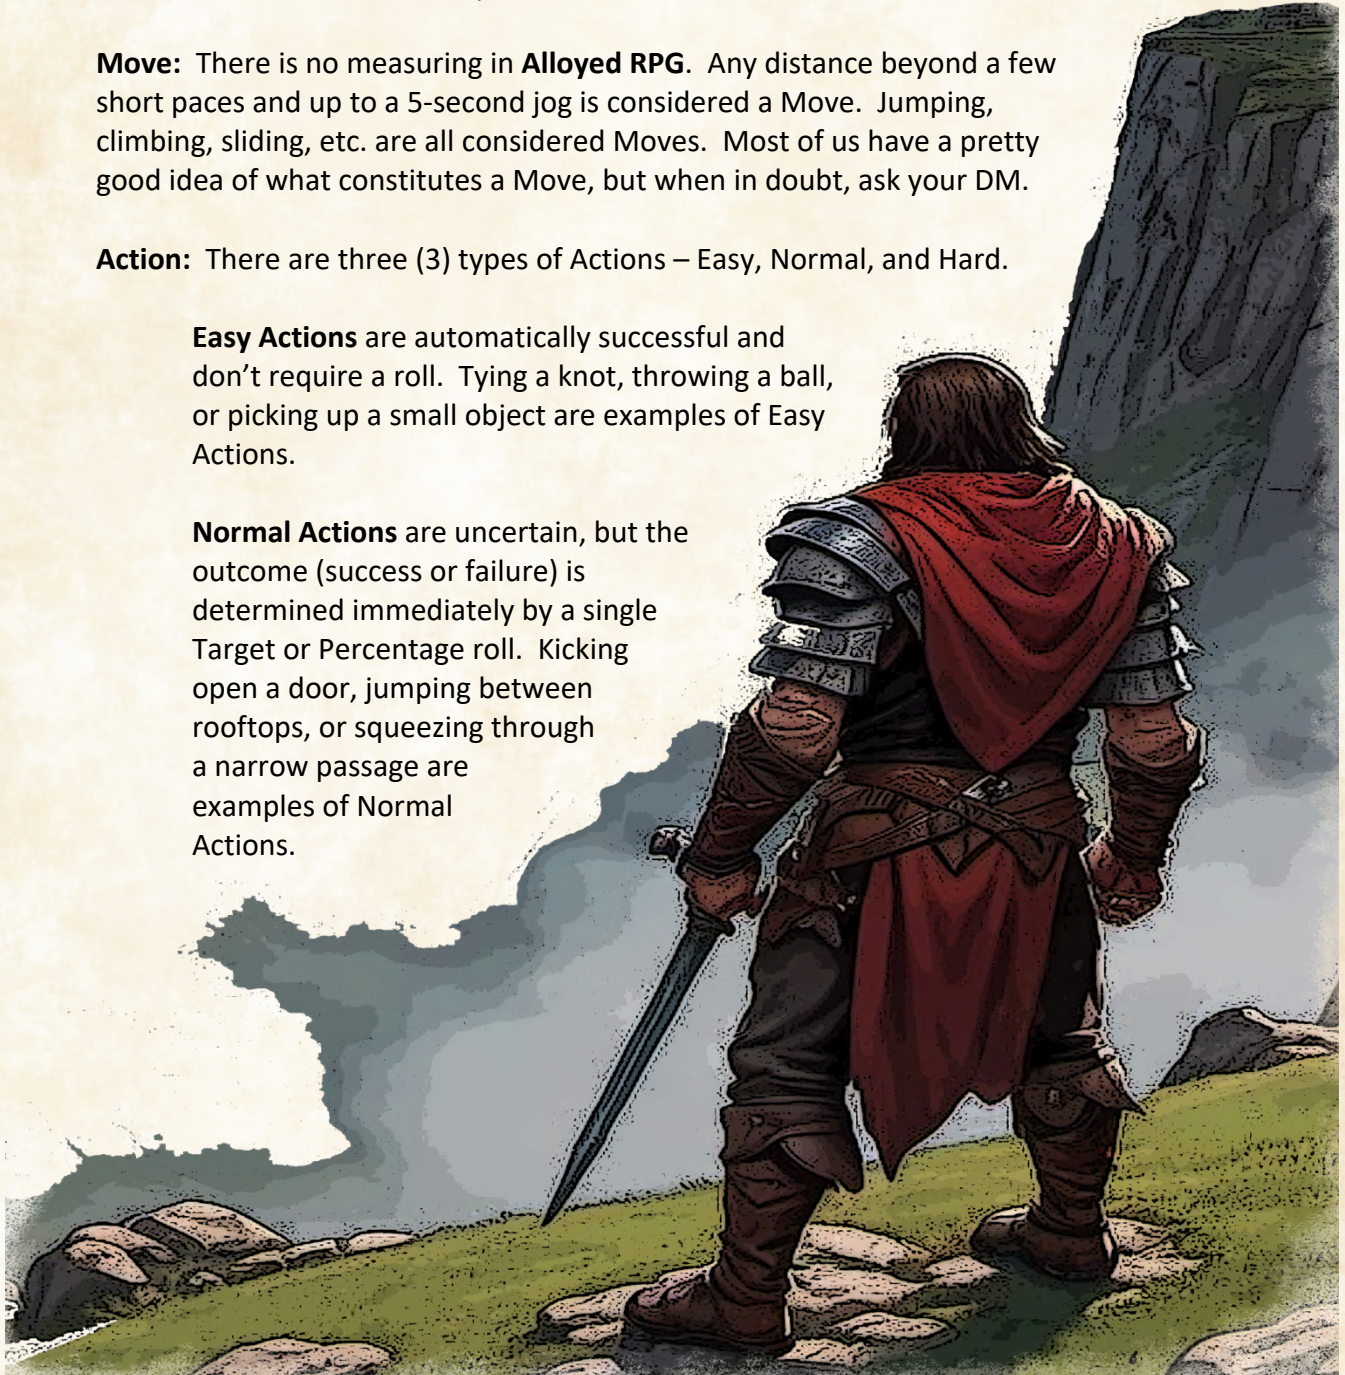 Move: There is no measuring in Alloyed RPG. Any distance beyond a few
short paces and up to a 5-second jog is considered a Move. Jumping,
climbing, sliding, etc. are all considered Moves. Most of us have a pretty
good idea of what constitutes a Move, but when in doubt, ask your DM.
Action: There are three (3) types of Actions – Easy, Normal, and Hard.
Easy Actions are automatically successful and
don’t require a roll. Tying a knot, throwing a ball,
or picking up a small object are examples of Easy
Actions.
Normal Actions are uncertain, but the
outcome (success or failure) is
determined immediately by a single
Target or Percentage roll. Kicking
open a door, jumping between
rooftops, or squeezing through
a narrow passage are
examples of Normal
Actions.